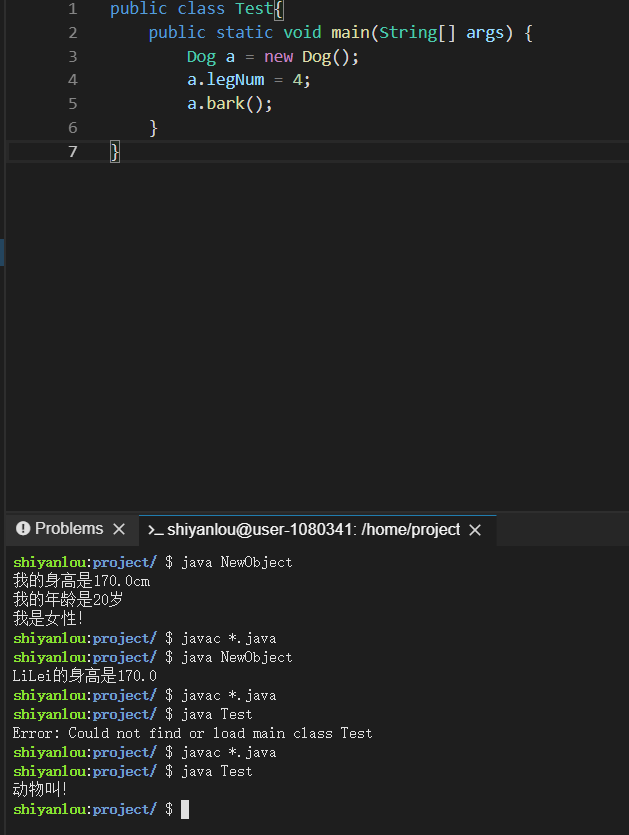 1 public class Test{
2 public static void main(String[] args) {
3 Dog a = new Dog();
4 a.legNum = 4;
5 a.bark();
6 }
7 }
Problems
>_ shiyanlou@user-1080341: /home/project
shiyanlou:project/ $ java NewObject
我的身高是170.0cm
我的年龄是20岁
我是女性!
shiyanlou:project/ $ javac *.java
shiyanlou:project/ $ java NewObject
LiLei的身高是170.0
shiyanlou:project/ $ javac *.java
shiyanlou:project/ $ java Test
Error: Could not find or load main class Test
shiyanlou:project/ $ javac *.java
shiyanlou:project/ $ java Test
动物叫!
shiyanlou:project/ $